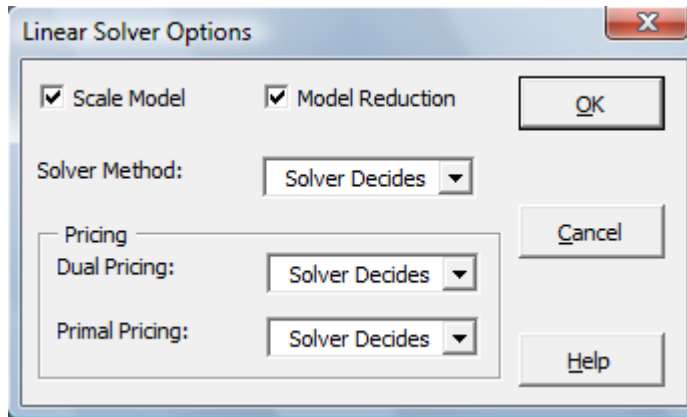 Linear Solver Options
Scale Model
Model Reduction
OK
Solver Method:
Solver Decides
Cancel
Pricing
Dual Pricing:
Solver Decides
Primal Pricing:
Solver Decides
Help